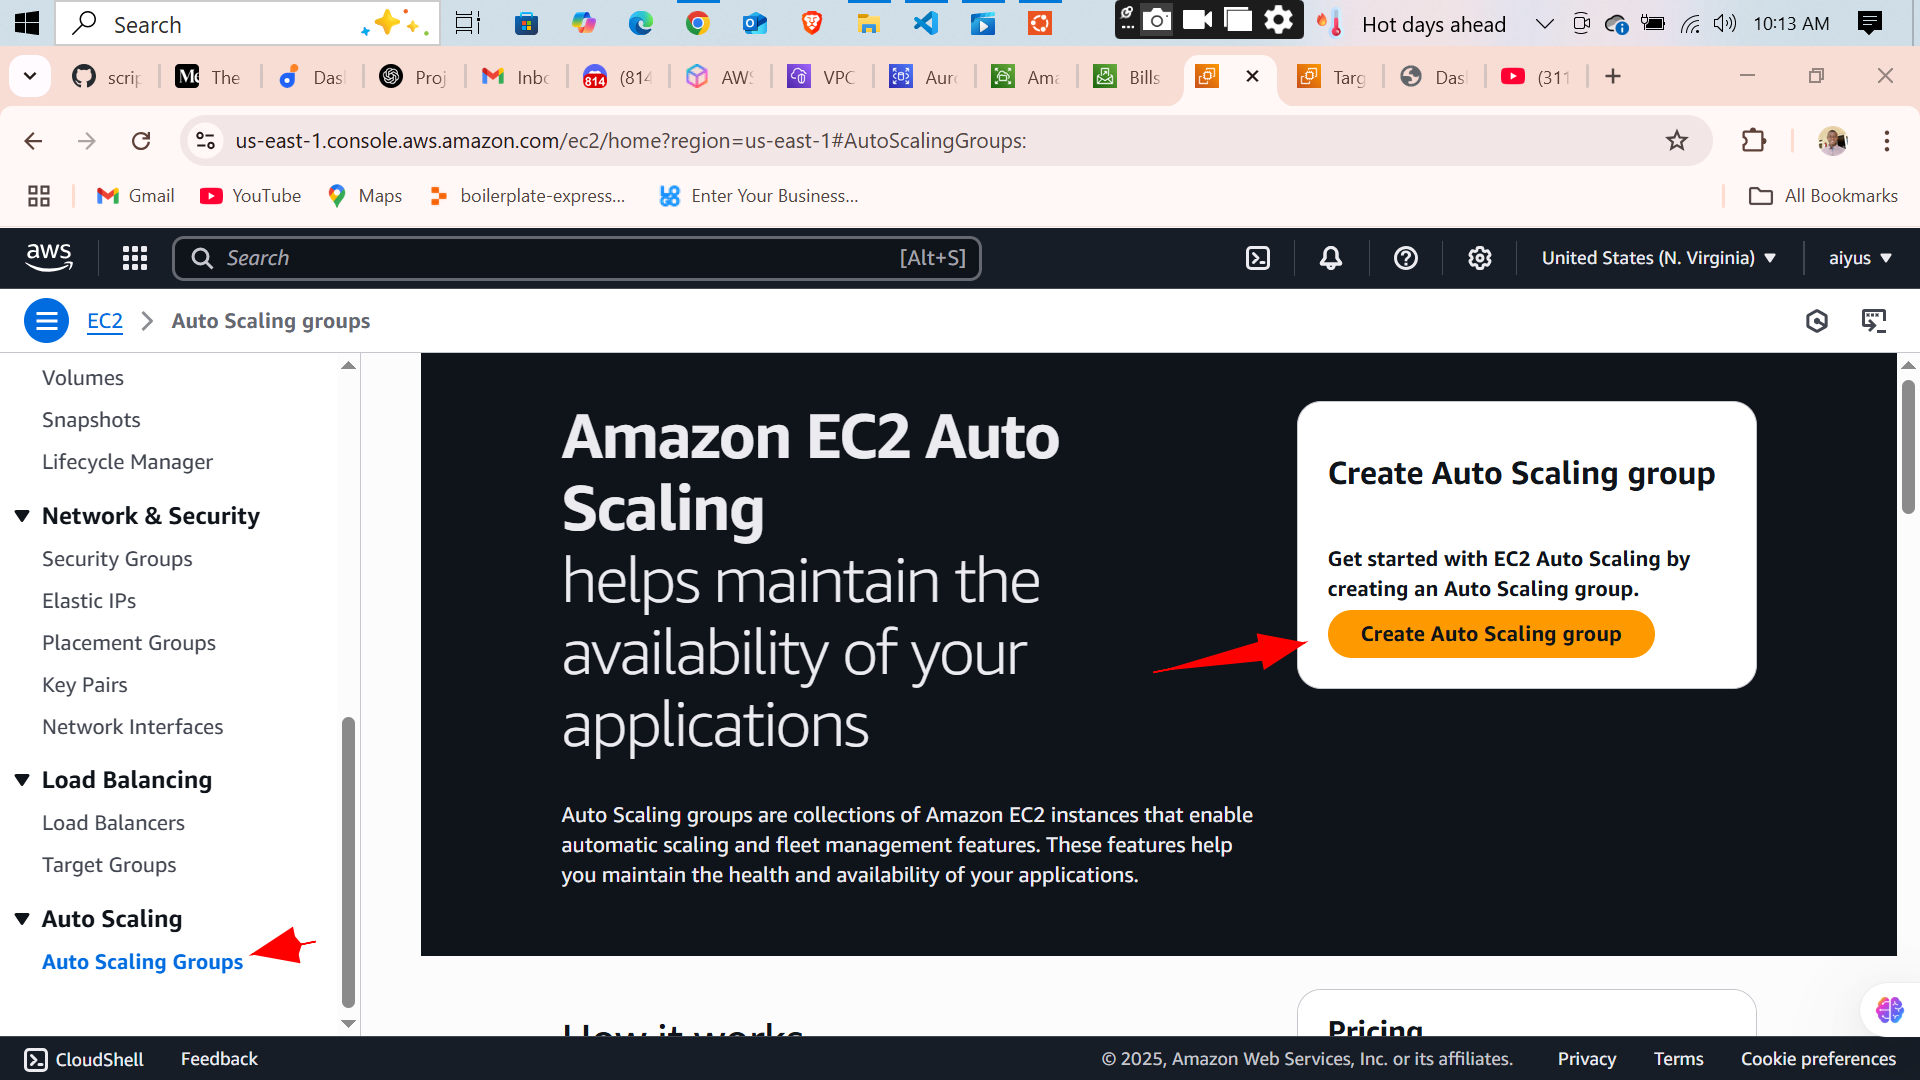 Search
Hot days ahead
10:13 AM
scrip
The
Das
Proj
Inbo
814
(814
AWS
VPC
Auro
Ama
Bills
Targ
Das
(311
us-east-1.console.aws.amazon.com/ec2/home?region=us-east-1#AutoScalingGroups:
Gmail
YouTube
Maps
boilerplate-express...
Enter Your Business...
All Bookmarks
aws
Search
[Alt+S]
United States (N. Virginia)
aiyus
EC2
Auto Scaling groups
Volumes
Snapshots
Lifecycle Manager
Network & Security
Security Groups
Elastic IPs
Placement Groups
Key Pairs
Network Interfaces
Load Balancing
Load Balancers
Target Groups
Auto Scaling
Auto Scaling Groups
Amazon EC2 Auto
Scaling
helps maintain the
availability of your
applications
Auto Scaling groups are collections of Amazon EC2 instances that enable
automatic scaling and fleet management features. These features help
you maintain the health and availability of your applications.
Create Auto Scaling group
Get started with EC2 Auto Scaling by
creating an Auto Scaling group.
Create Auto Scaling group
How it works
Pricing
CloudShell
Feedback
© 2025, Amazon Web Services, Inc. or its affiliates.
Privacy
Terms
Cookie preferences